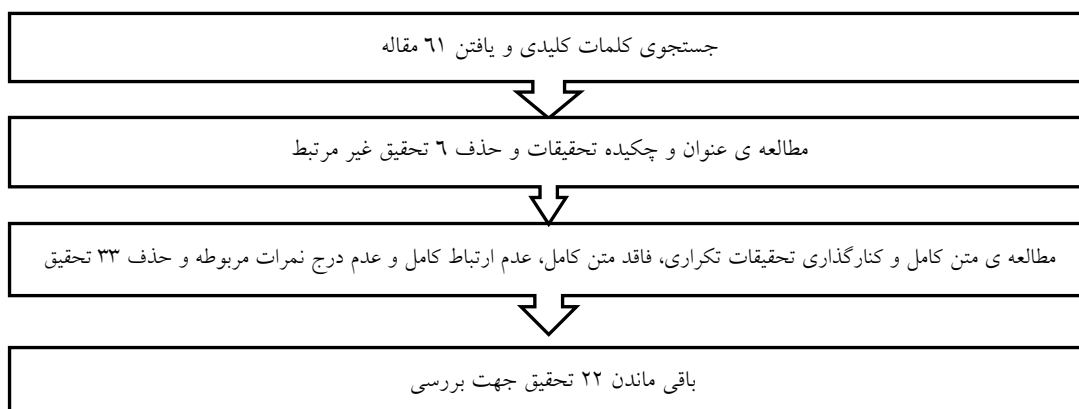 جستجوی کلمات کلیدی و یافتن ٦١ مقاله
مطالعه ی عنوان و چکیده تحقیقات و حذف ٦ تحقیق غیر مرتبط
مطالعه ی متن کامل و کنارگذاری تحقیقات تکراری، فاقد متن کامل، عدم ارتباط کامل و عدم درج نمرات مربوطه و حذف ٣٣ تحقیق
باقی ماندن ٢٢ تحقیق جهت بررسی